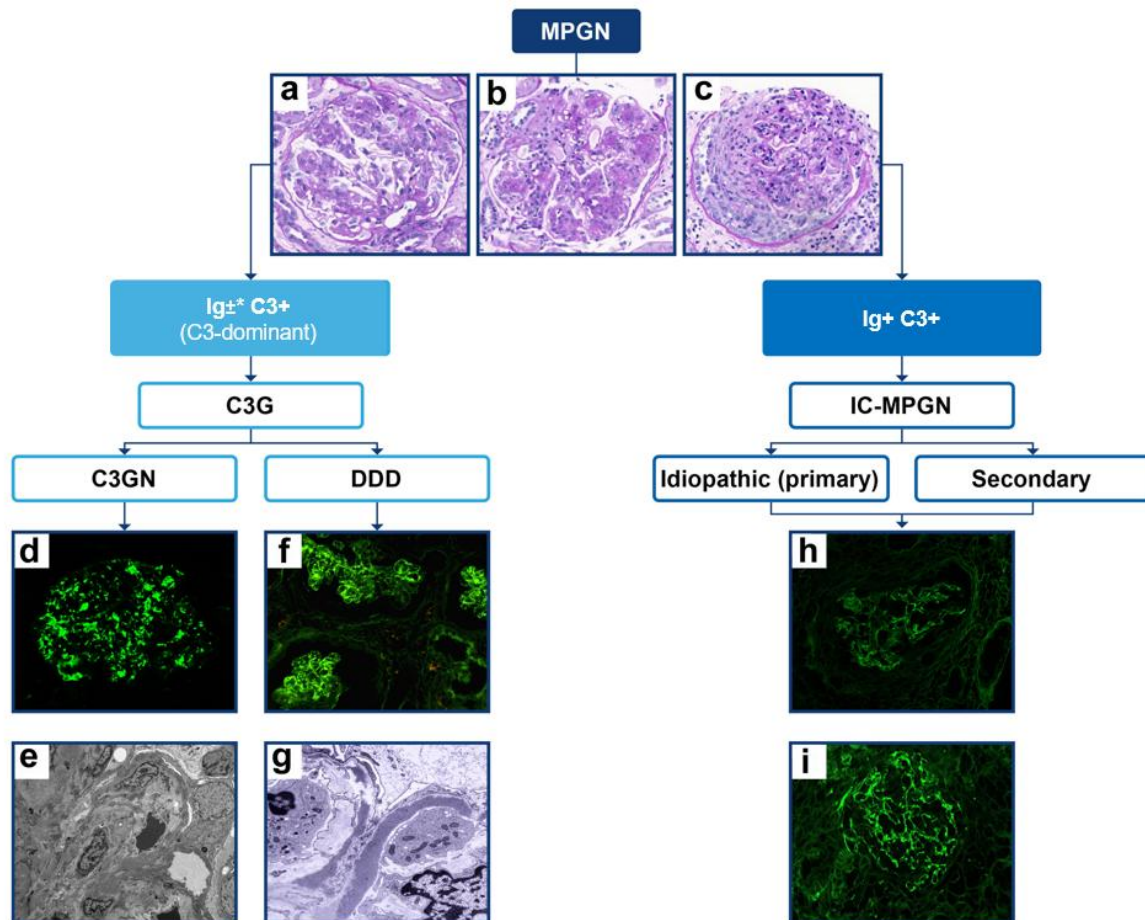 MPGN
a
b
c
Ig±* C3+
(C3-dominant)
Ig+ C3+
C3G
IC-MPGN
C3GN
DDD
Idiopathic (primary)
Secondary
d
f
h
e
g
i